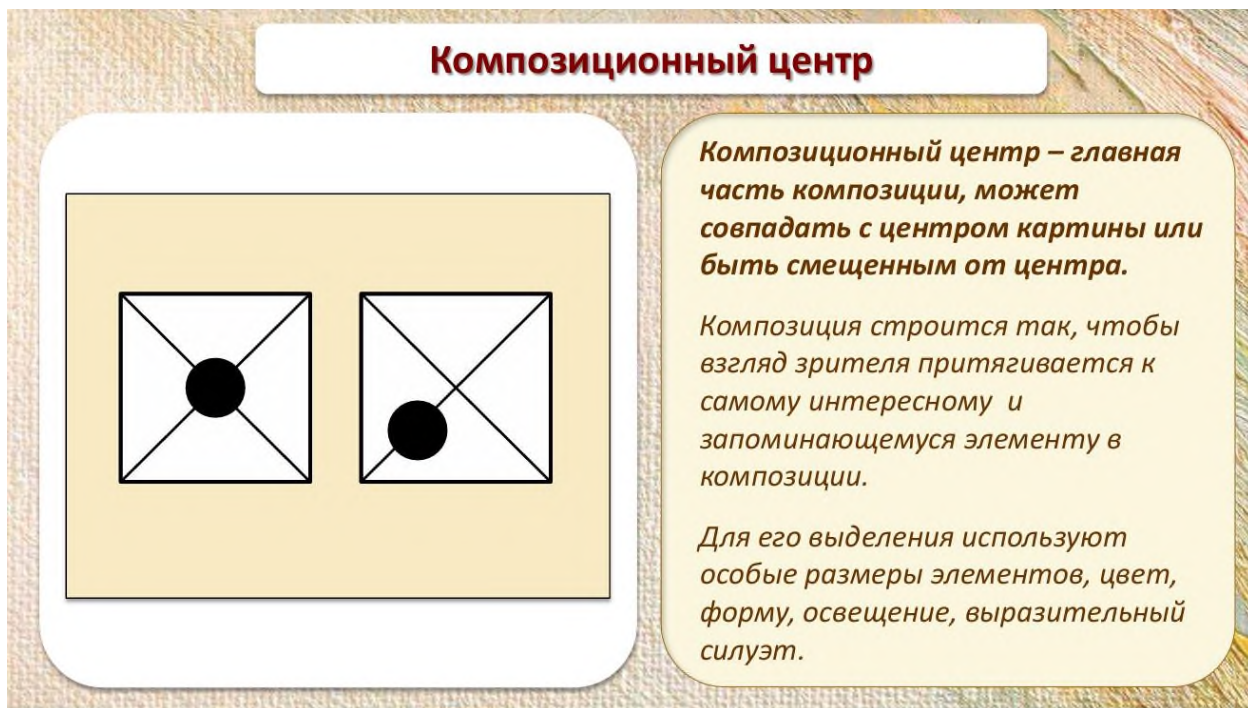 Композиционный центр
Композиционный центр – главная
часть композиции, может
совпадать с центром картины или
быть смещенным от центра.
Композиция строится так, чтобы
взгляд зрителя притягивается к
самому интересному и
запоминающемуся элементу в
композиции.
Для его выделения используют
особые размеры элементов, цвет,
форму, освещение, выразительный
силуэт.